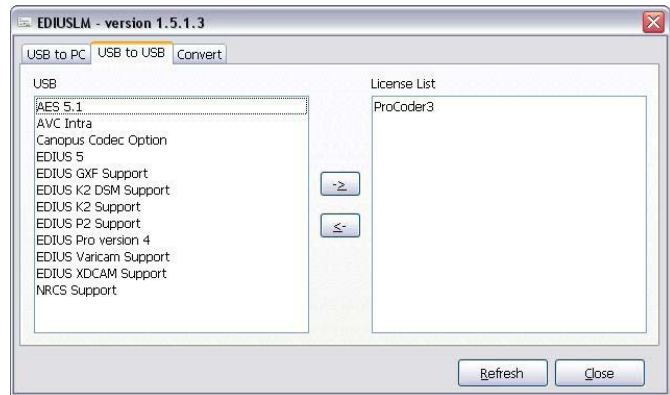 EDIUSLM - version 1.5.1.3
USB to PC USB to USB Convert
USB
AES 5.1
AVC Intra
Canopus Codec Option
EDIUS 5
EDIUS GXF Support
EDIUS K2 DSM Support
EDIUS K2 Support
EDIUS P2 Support
EDIUS Pro version 4
EDIUS Varicam Support
EDIUS XDCAM Support
NRCS Support
->
<-
License List
ProCoder3
Refresh Close